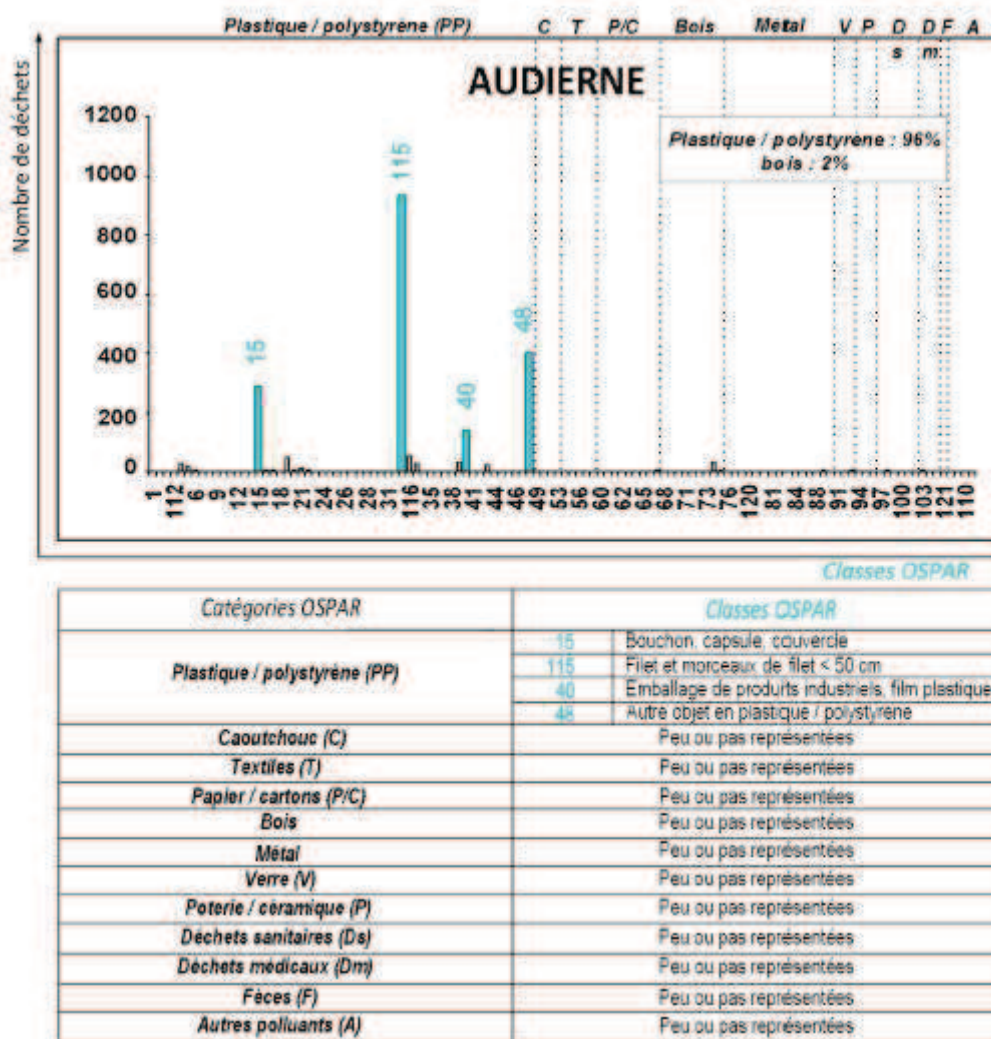 Plastique / polystyrène (PP) C T P/C Bois Métal V P D D F A
s m
AUDIERNE
Nombre de déchets
Plastique / polystyrène : 96%
bois : 2%
1200
1000
800
600
400
200
0
15
115
40
48
1 112 6 9 12 15 18 21 24 26 28 31 116 35 38 41 44 46 49 53 56 60 62 65 68 71 73 76 120 81 84 88 91 94 97 100 103 121 110
Classes OSPAR
Catégories OSPAR Classes OSPAR
Plastique / polystyrène (PP)
15 Bouchon, capsule, couvercle
115 Filet et morceaux de filet < 50 cm
40 Emballage de produits industriels, film plastique
48 Autre objet en plastique / polystyrène
Caoutchouc (C) Peu ou pas représentées
Textiles (T) Peu ou pas représentées
Papier / cartons (P/C) Peu ou pas représentées
Bois Peu ou pas représentées
Métal Peu ou pas représentées
Verre (V) Peu ou pas représentées
Poterie / céramique (P) Peu ou pas représentées
Déchets sanitaires (Ds) Peu ou pas représentées
Déchets médicaux (Dm) Peu ou pas représentées
Fèces (F) Peu ou pas représentées
Autres polluants (A) Peu ou pas représentées